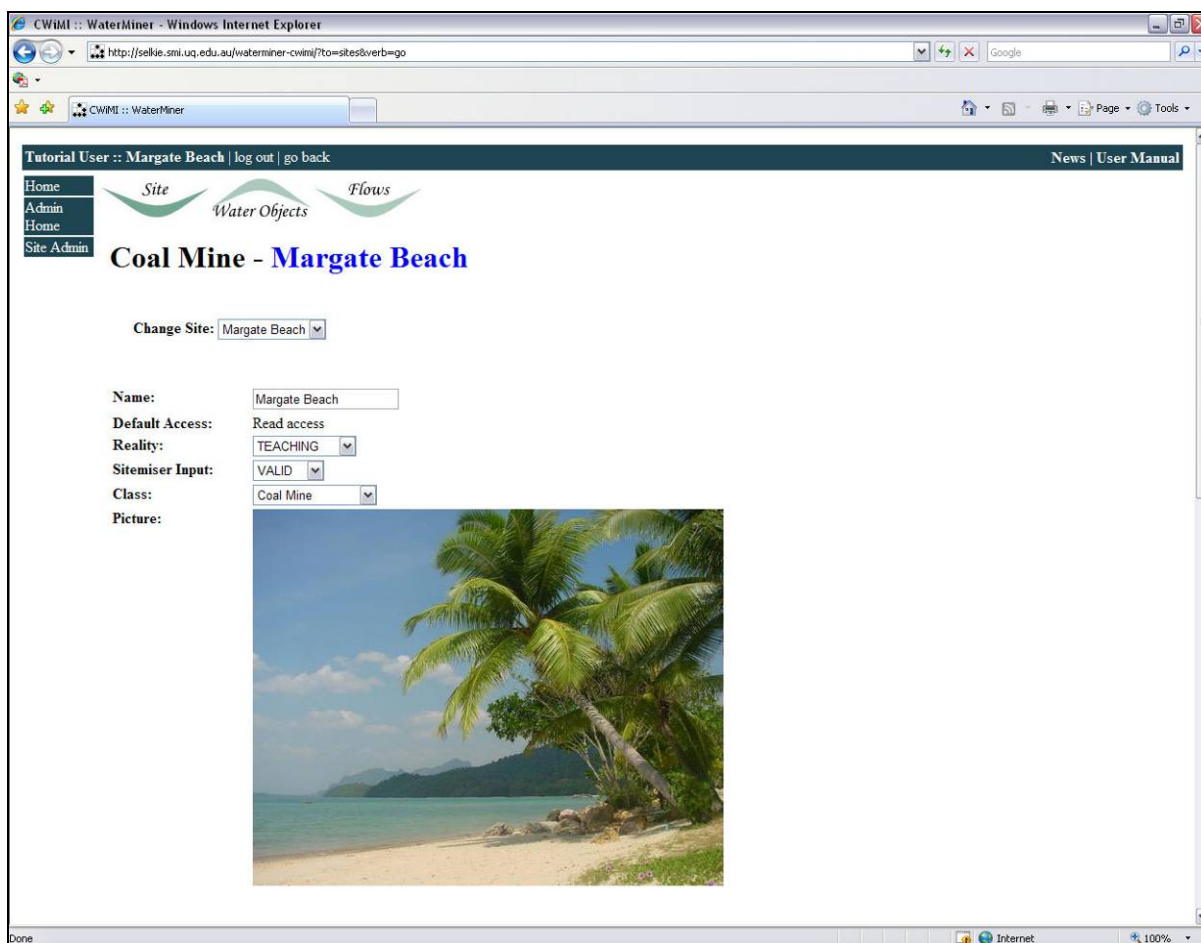 CWiMI :: WaterMiner - Windows Internet Explorer
http://selkie.smi.uq.edu.au/waterminer-cwimi/?to=sites&verb=go
Google
CWiMI :: WaterMiner
Page
Tools
Tutorial User :: Margate Beach | log out | go back
News | User Manual
Home
Admin
Home
Site Admin
Site
Water Objects
Flows
Coal Mine - Margate Beach
Change Site: Margate Beach
Name: Margate Beach
Default Access: Read access
Reality: TEACHING
Sitemiser Input: VALID
Class: Coal Mine
Picture:
Done
Internet
100%